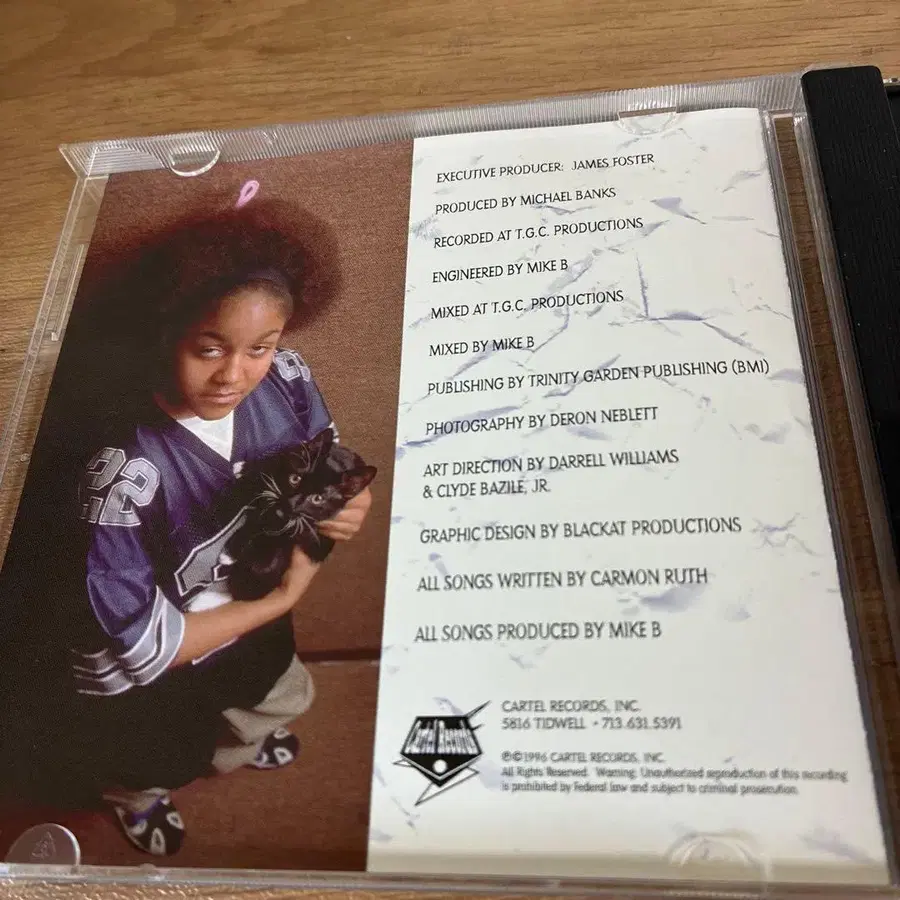 22
EXECUTIVE PRODUCER: JAMES FOSTER
PRODUCED BY MICHAEL BANKS
RECORDED AT T.G.C. PRODUCTIONS
ENGINEERED BY MIKE B
MIXED AT T.G.C. PRODUCTIONS
MIXED BY MIKE B
PUBLISHING BY TRINITY GARDEN PUBLISHING (BMI)
PHOTOGRAPHY BY DERON NEBLETT
ART DIRECTION BY DARRELL WILLIAMS
& CLYDE BAZILE, JR.
GRAPHIC DESIGN BY BLACKAT PRODUCTIONS
ALL SONGS WRITTEN BY CARMON RUTH
ALL SONGS PRODUCED BY MIKE B
Cartel Records
CARTEL RECORDS, INC.
5816 TIDWELL • 713.631.5391
℗©1996 CARTEL RECORDS, INC.
All Rights Reserved. Warning: Unauthorized reproduction of this recording
is prohibited by Federal law and subject to criminal prosecution.